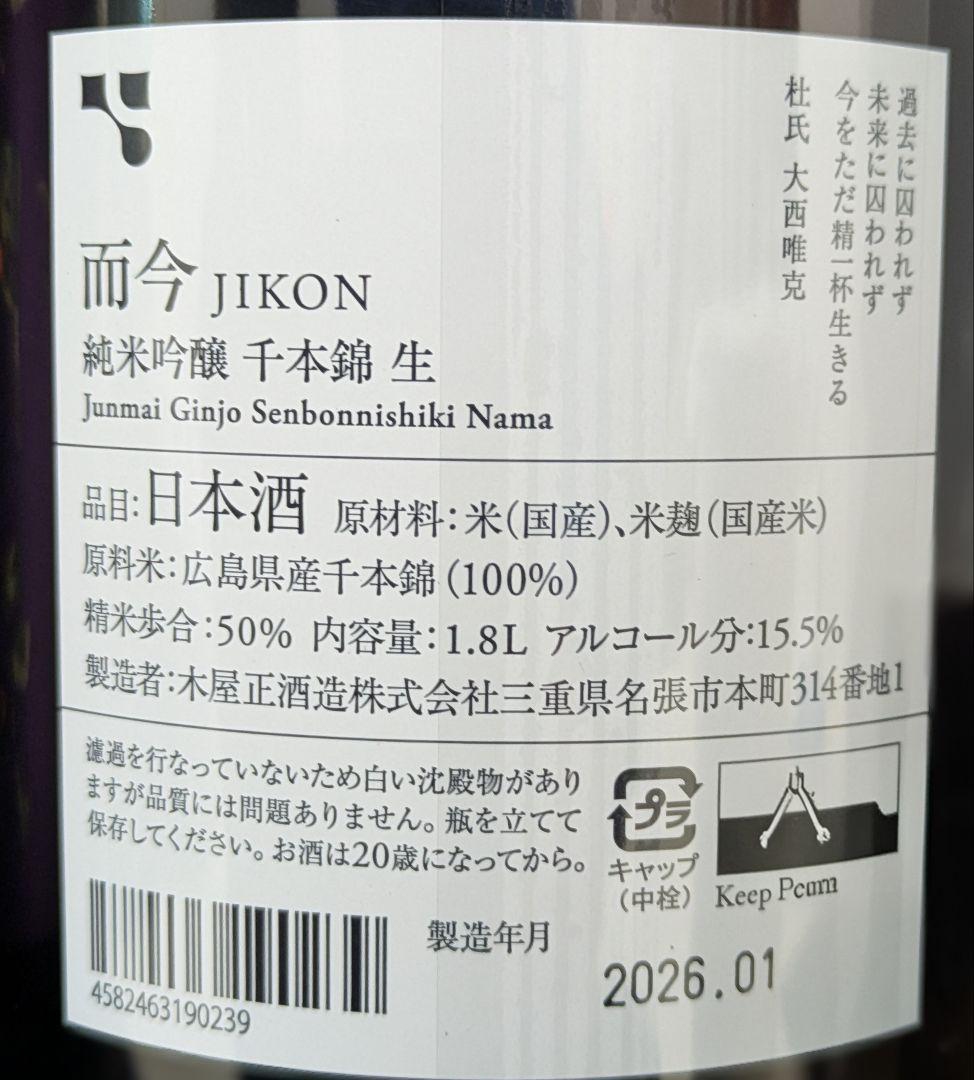 過去に囚われず
未来に囚われず
今をただ精一杯生きる
杜氏 大西唯克
而今 JIKON
純米吟醸 千本錦 生
Junmai Ginjo Senbonnishiki Nama
品目:日本酒 原材料:米(国産)、米麹(国産米)
原料米:広島県産千本錦(100%)
精米歩合:50% 内容量:1.8L アルコール分:15.5%
製造者:木屋正酒造株式会社三重県名張市本町314番地1
濾過を行なっていないため白い沈殿物があり
ますが品質には問題ありません。瓶を立てて
保存してください。お酒は20歳になってから。
プラ
キャップ
(中栓)
Keep Pcum
4582463190239
製造年月
2026.01